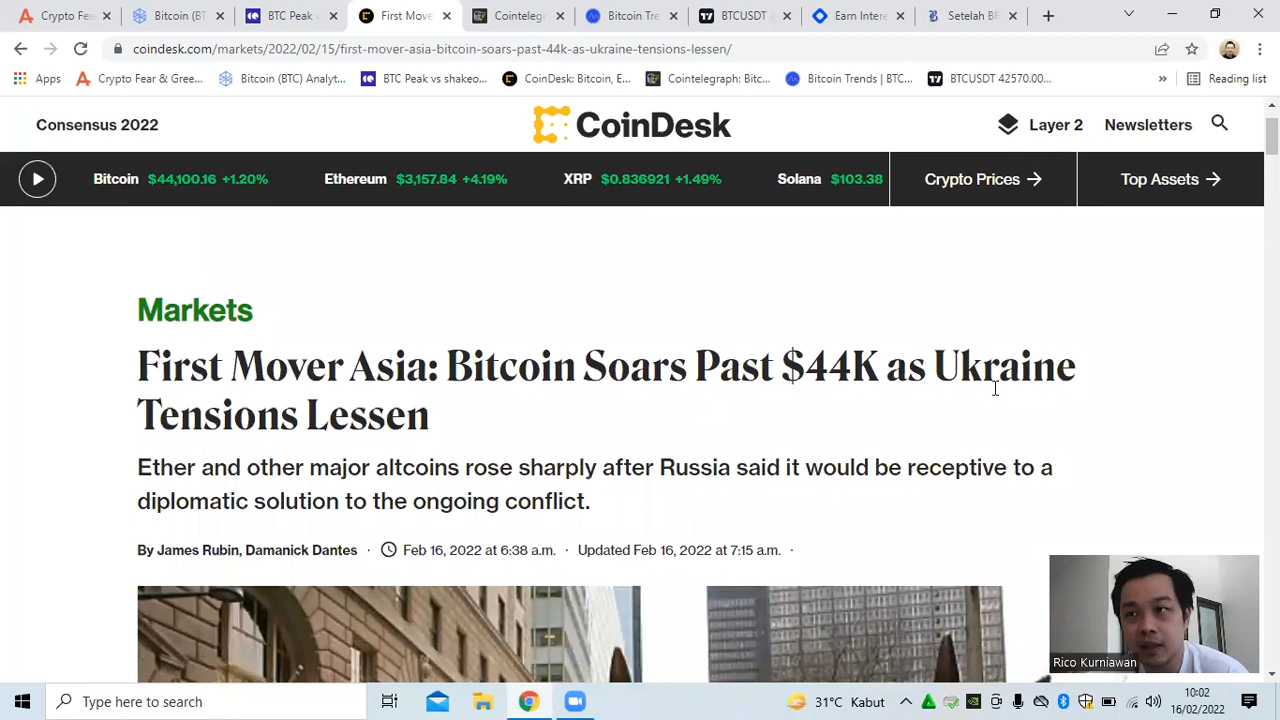 Crypto Fea
Bitcoin (BT
BTC Peak v
First Move
Cointelegr
Bitcoin Tre
BTCUSDT
Earn Intere
Setelah BR
coindesk.com/markets/2022/02/15/first-mover-asia-bitcoin-soars-past-44k-as-ukraine-tensions-lessen/
Apps
Crypto Fear & Gree...
Bitcoin (BTC) Analyt...
BTC Peak vs shakeo...
CoinDesk: Bitcoin, E...
Cointelegraph: Bitc...
Bitcoin Trends | BTC...
BTCUSDT 42570.00...
»
Reading list
Consensus 2022
CoinDesk
Layer 2
Newsletters
Bitcoin $44,100.16 +1.20%
Ethereum $3,157.84 +4.19%
XRP $0.836921 +1.49%
Solana $103.38
Crypto Prices →
Top Assets →
Markets
First Mover Asia: Bitcoin Soars Past $44K as Ukraine
Tensions Lessen
Ether and other major altcoins rose sharply after Russia said it would be receptive to a
diplomatic solution to the ongoing conflict.
By James Rubin, Damanick Dantes · Feb 16, 2022 at 6:38 a.m. · Updated Feb 16, 2022 at 7:15 a.m. ·
Rico Kurniawan
Type here to search
31°C Kabut
10:02
16/02/2022